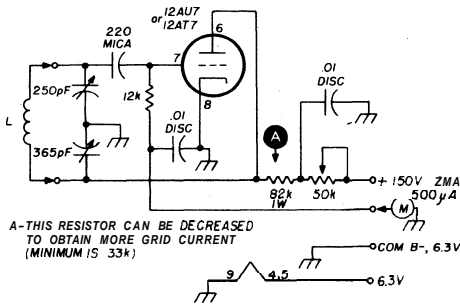 12AU7
or 12AT7
6
220
MICA
7
250pF
12k
8
.01
DISC
.01
DISC
L
365pF
A
+150V ZMA
82k
1W
50k
500µA
M
A-THIS RESISTOR CAN BE DECREASED
TO OBTAIN MORE GRID CURRENT
(MINIMUM IS 33k)
COM B-, 6.3V
9
4,5
6.3V